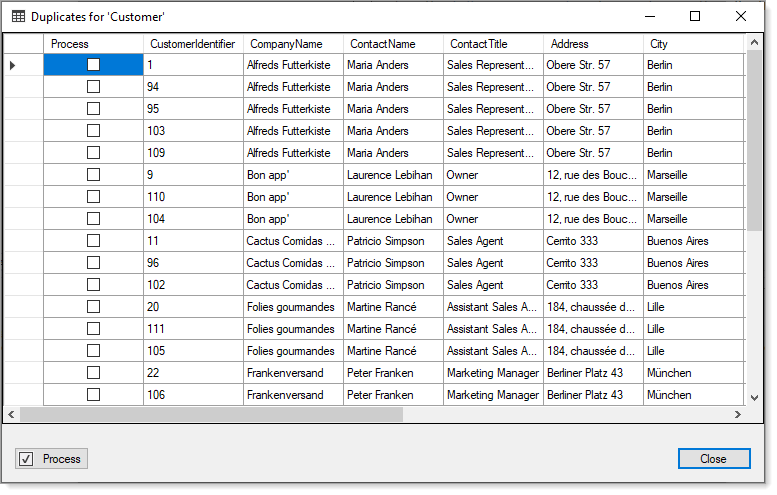 Duplicates for 'Customer'
Process CustomerIdentifier CompanyName ContactName ContactTitle Address City
1 Alfreds Futterkiste Maria Anders Sales Represent... Obere Str. 57 Berlin
94 Alfreds Futterkiste Maria Anders Sales Represent... Obere Str. 57 Berlin
95 Alfreds Futterkiste Maria Anders Sales Represent... Obere Str. 57 Berlin
103 Alfreds Futterkiste Maria Anders Sales Represent... Obere Str. 57 Berlin
109 Alfreds Futterkiste Maria Anders Sales Represent... Obere Str. 57 Berlin
9 Bon app' Laurence Lebihan Owner 12, rue des Bouc... Marseille
110 Bon app' Laurence Lebihan Owner 12, rue des Bouc... Marseille
104 Bon app' Laurence Lebihan Owner 12, rue des Bouc... Marseille
11 Cactus Comidas ... Patricio Simpson Sales Agent Cerrito 333 Buenos Aires
96 Cactus Comidas ... Patricio Simpson Sales Agent Cerrito 333 Buenos Aires
102 Cactus Comidas ... Patricio Simpson Sales Agent Cerrito 333 Buenos Aires
20 Folies gourmandes Martine Rancé Assistant Sales A... 184, chaussée d... Lille
111 Folies gourmandes Martine Rancé Assistant Sales A... 184, chaussée d... Lille
105 Folies gourmandes Martine Rancé Assistant Sales A... 184, chaussée d... Lille
22 Frankenversand Peter Franken Marketing Manager Berliner Platz 43 München
106 Frankenversand Peter Franken Marketing Manager Berliner Platz 43 München
Process Close